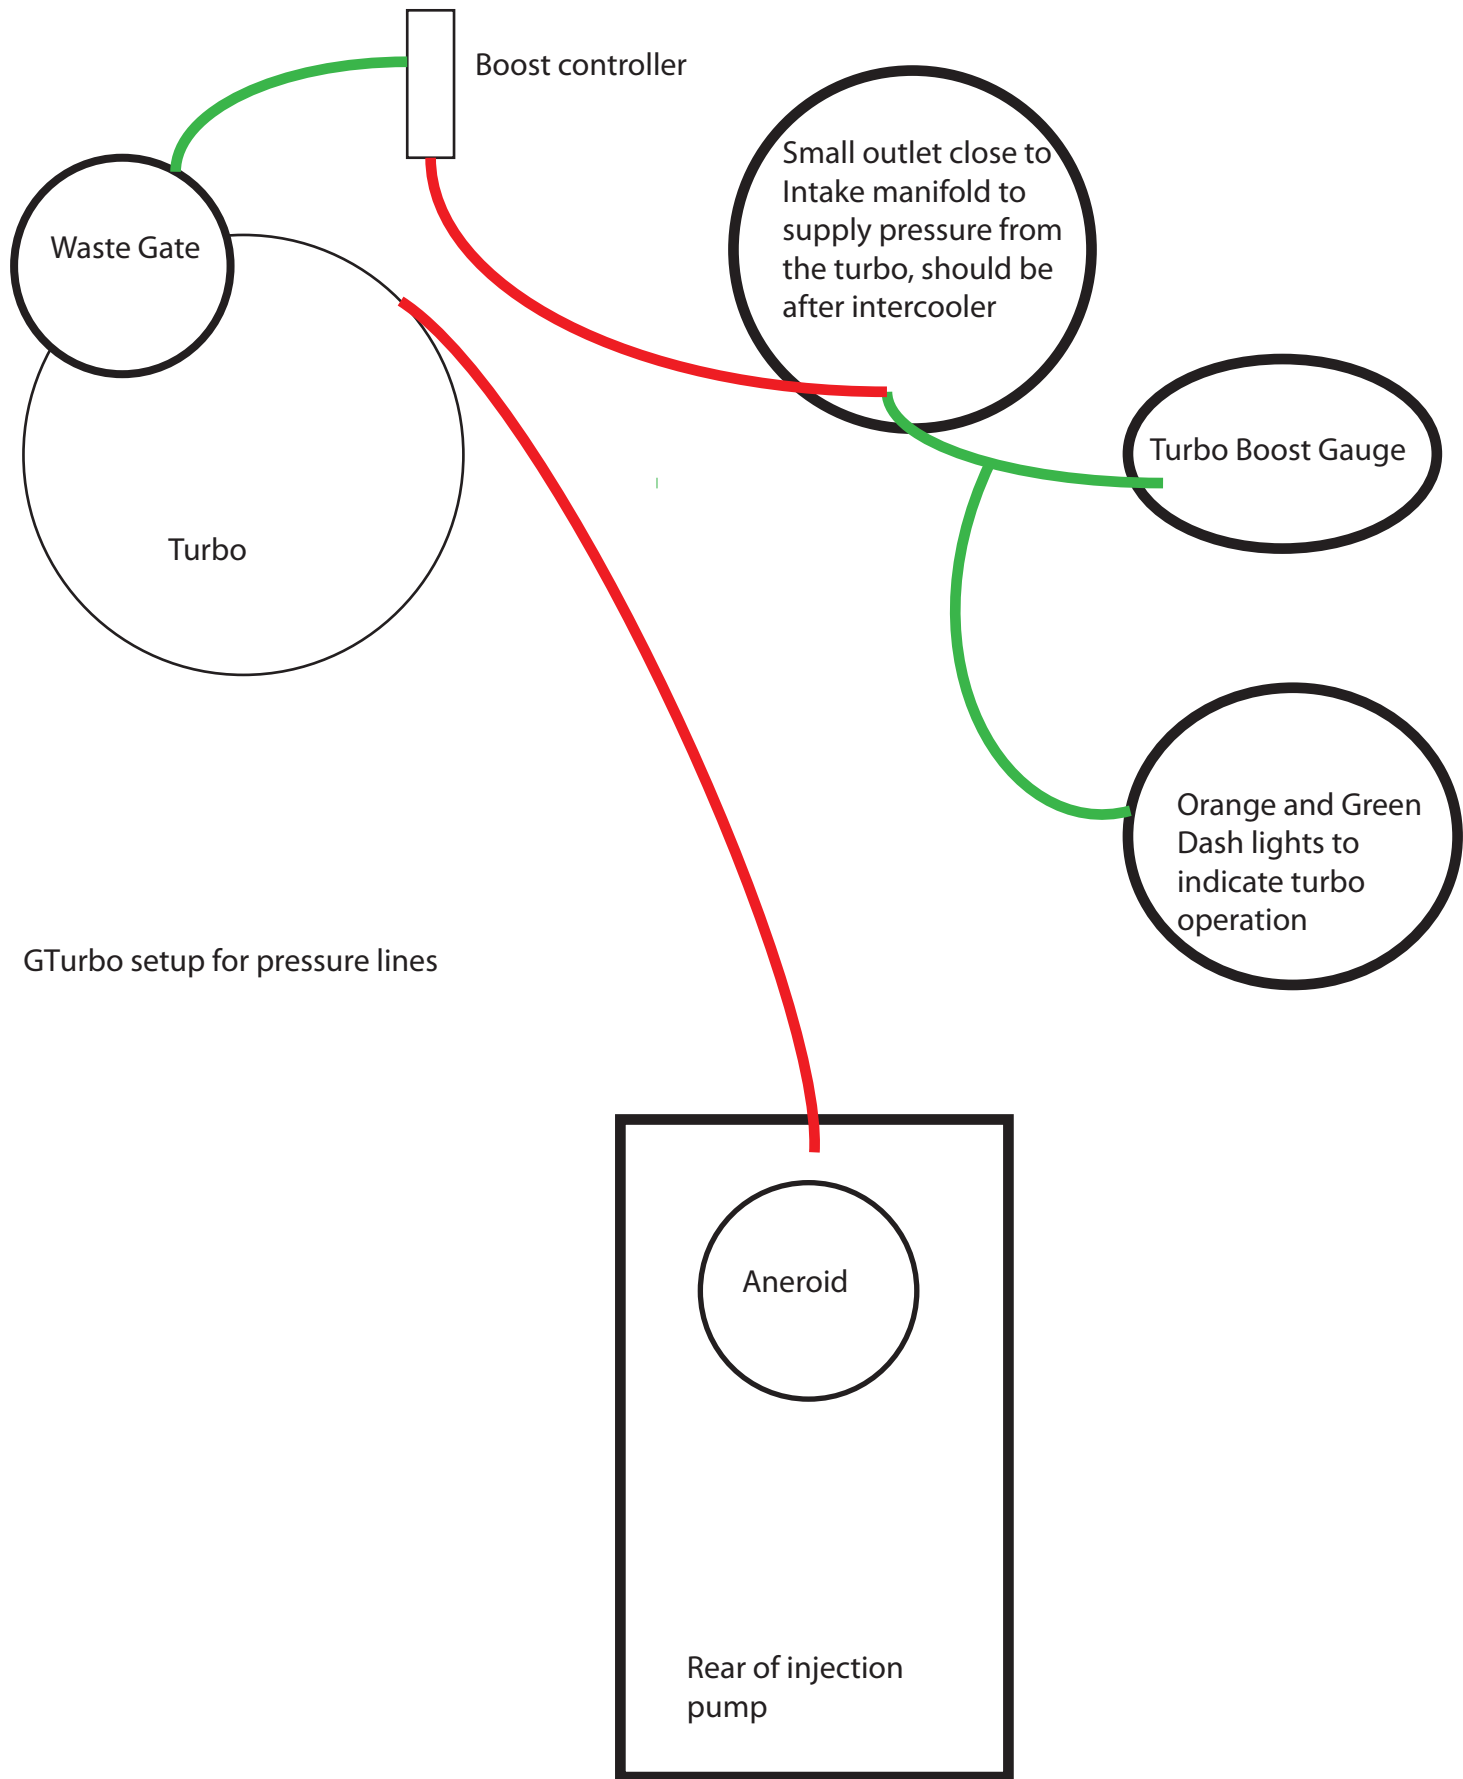 Boost controller
Small outlet close to
Intake manifold to
supply pressure from
the turbo, should be
after intercooler
Waste Gate
Turbo Boost Gauge
Turbo
Orange and Green
Dash lights to
indicate turbo
operation
GTurbo setup for pressure lines
Aneroid
Rear of injection
pump